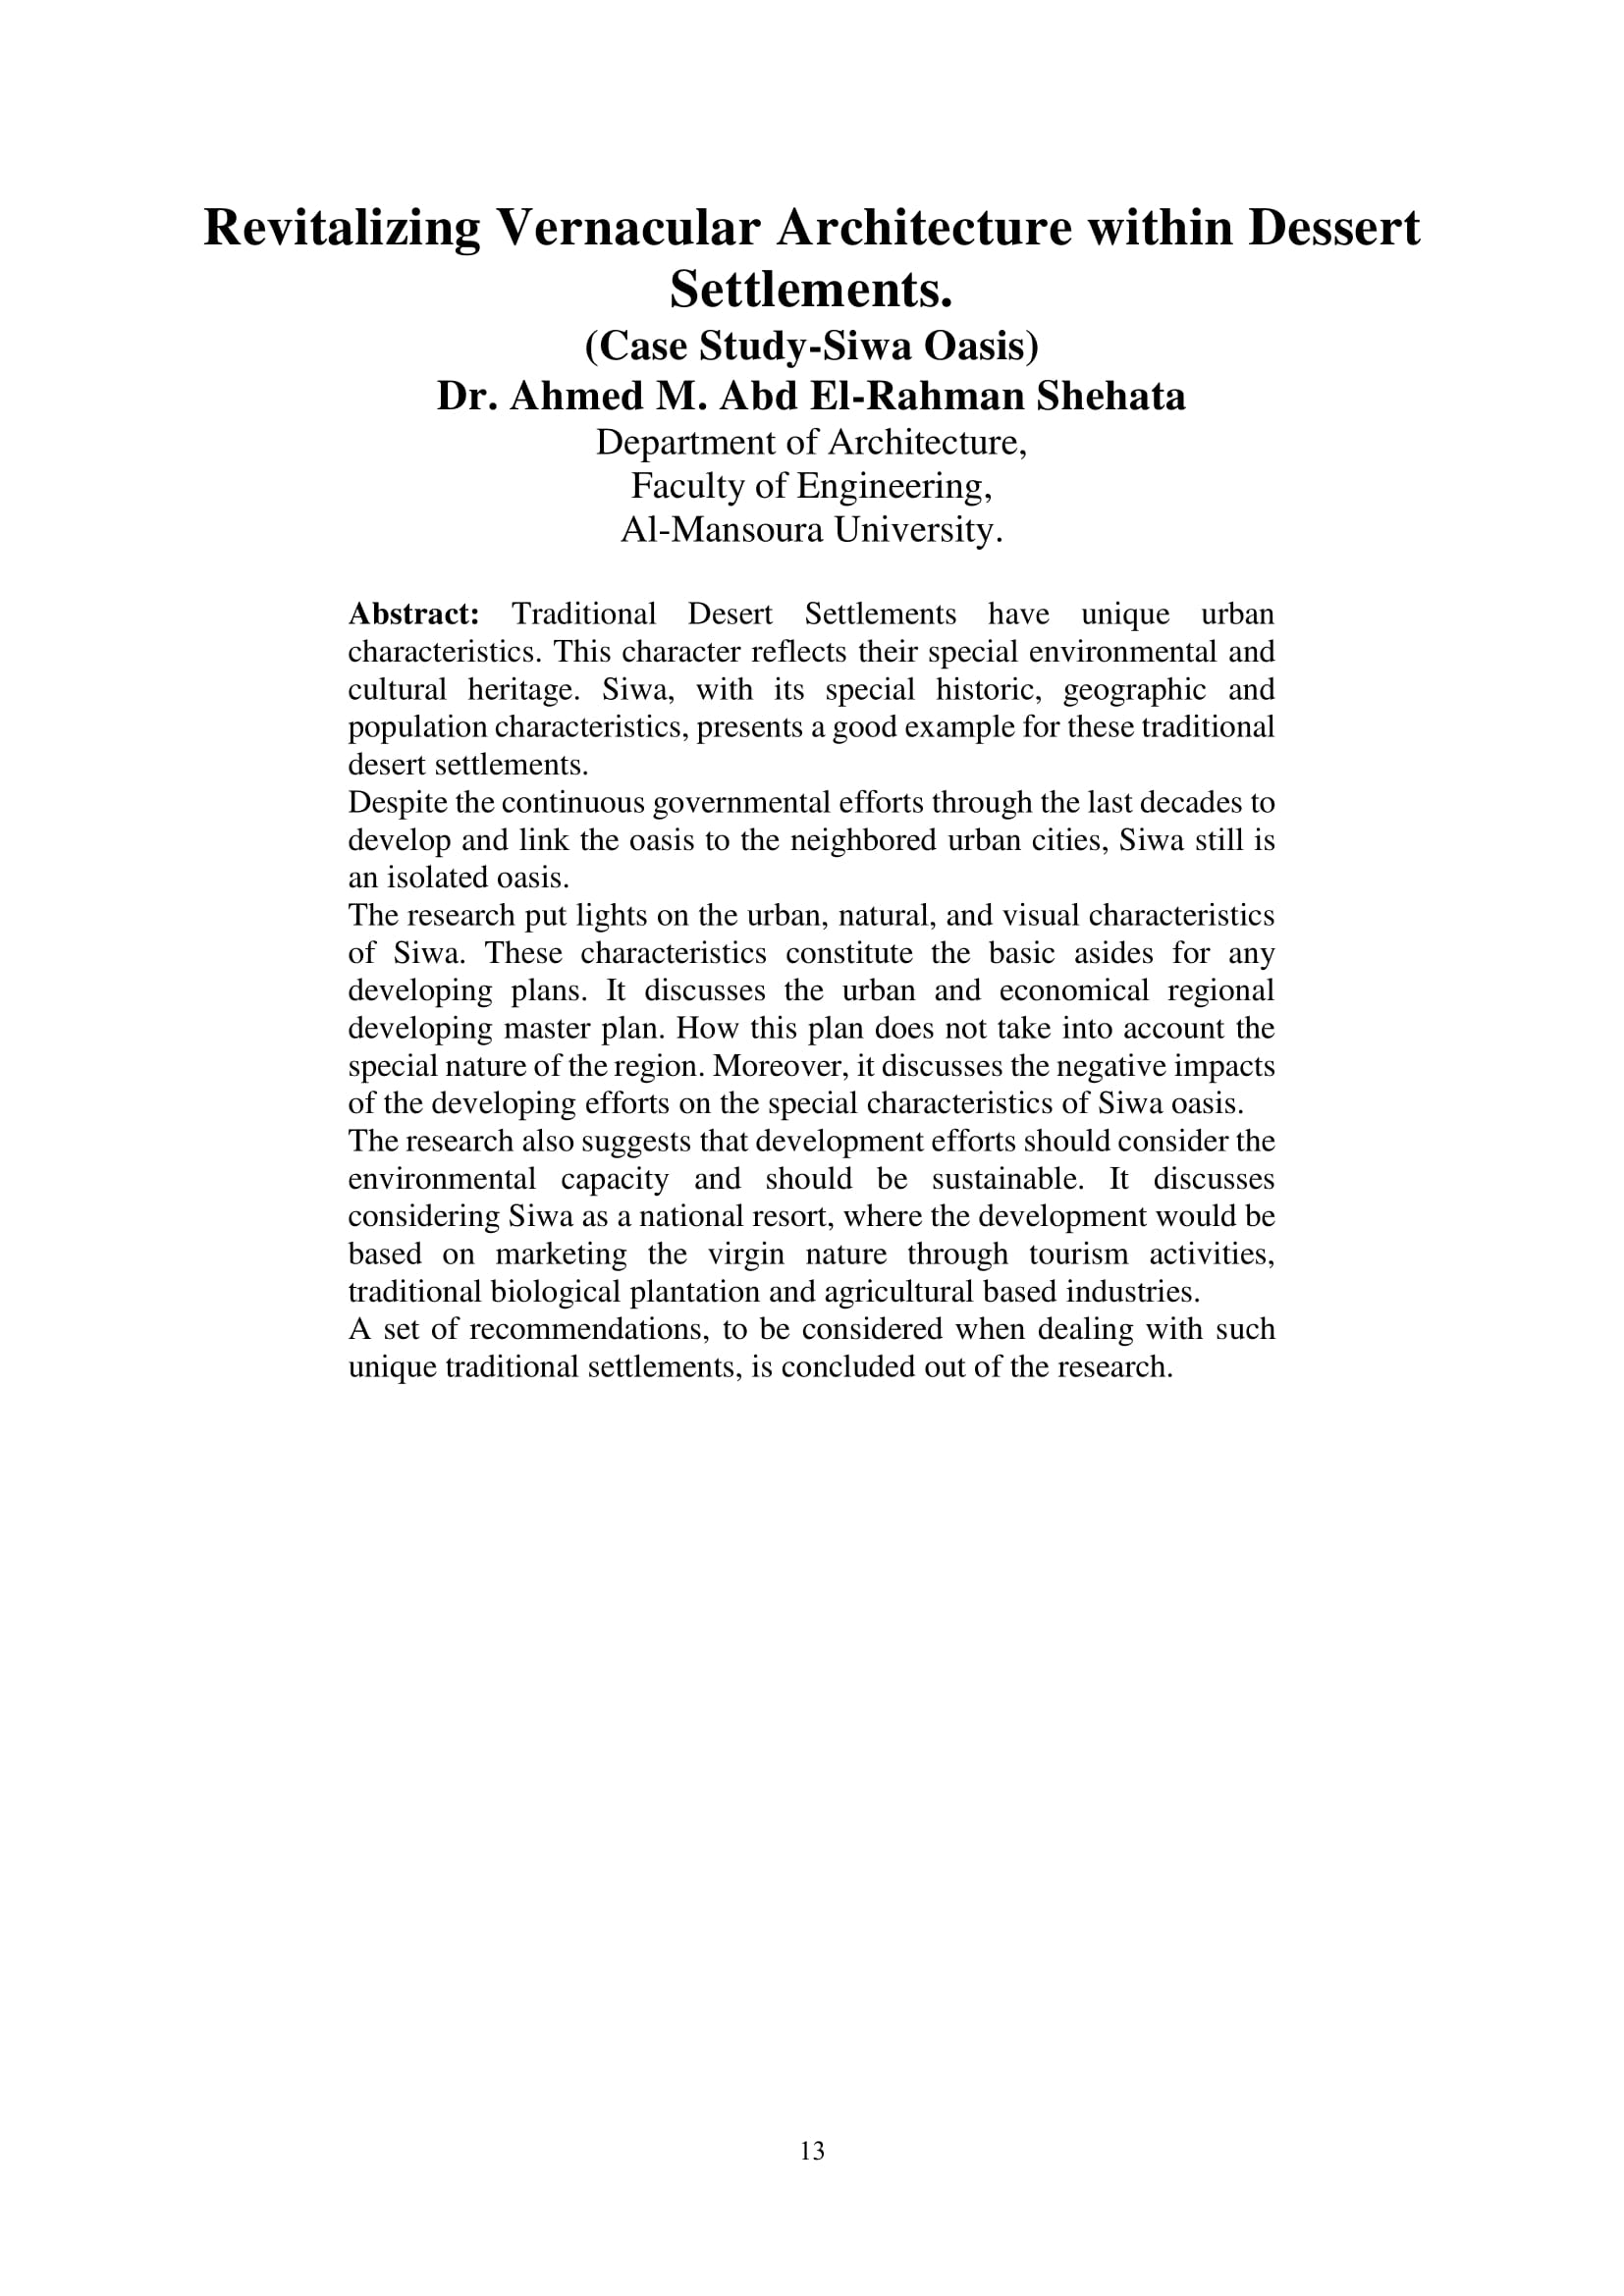 Revitalizing Vernacular Architecture within Dessert
Settlements.
(Case Study-Siwa Oasis)
Dr. Ahmed M. Abd El-Rahman Shehata
Department of Architecture,
Faculty of Engineering,
Al-Mansoura University.
Abstract: Traditional Desert Settlements have unique urban
characteristics. This character reflects their special environmental and
cultural heritage. Siwa, with its special historic, geographic and
population characteristics, presents a good example for these traditional
desert settlements.
Despite the continuous governmental efforts through the last decades to
develop and link the oasis to the neighbored urban cities, Siwa still is
an isolated oasis.
The research put lights on the urban, natural, and visual characteristics
of Siwa. These characteristics constitute the basic asides for any
developing plans. It discusses the urban and economical regional
developing master plan. How this plan does not take into account the
special nature of the region. Moreover, it discusses the negative impacts
of the developing efforts on the special characteristics of Siwa oasis.
The research also suggests that development efforts should consider the
environmental capacity and should be sustainable. It discusses
considering Siwa as a national resort, where the development would be
based on marketing the virgin nature through tourism activities,
traditional biological plantation and agricultural based industries.
A set of recommendations, to be considered when dealing with such
unique traditional settlements, is concluded out of the research.
13